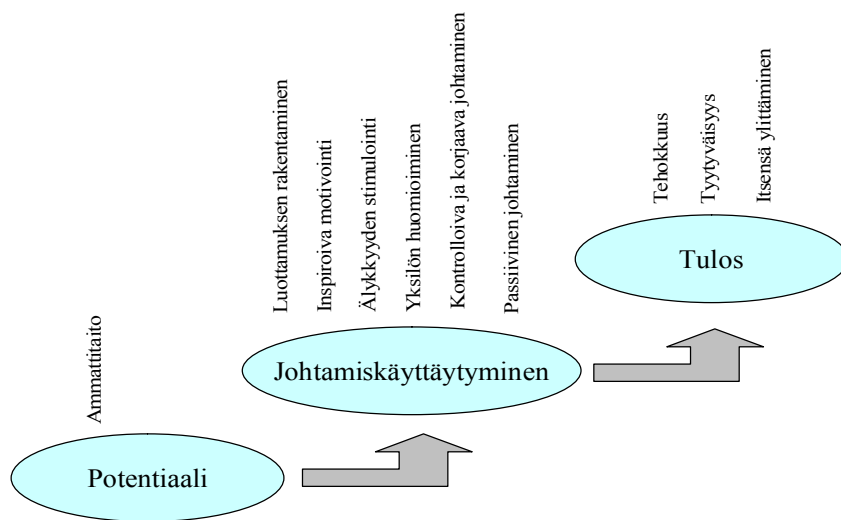 Ammattitaito
Potentiaali
Luottamuksen rakentaminen
Inspiroiva motivointi
Älykkyyden stimulointi
Yksilön huomioiminen
Kontrolloiva ja korjaava johtaminen
Passiivinen johtaminen
Johtamiskäyttäytyminen
Tehokkuus
Tyytyväisyys
Itsensä ylittäminen
Tulos